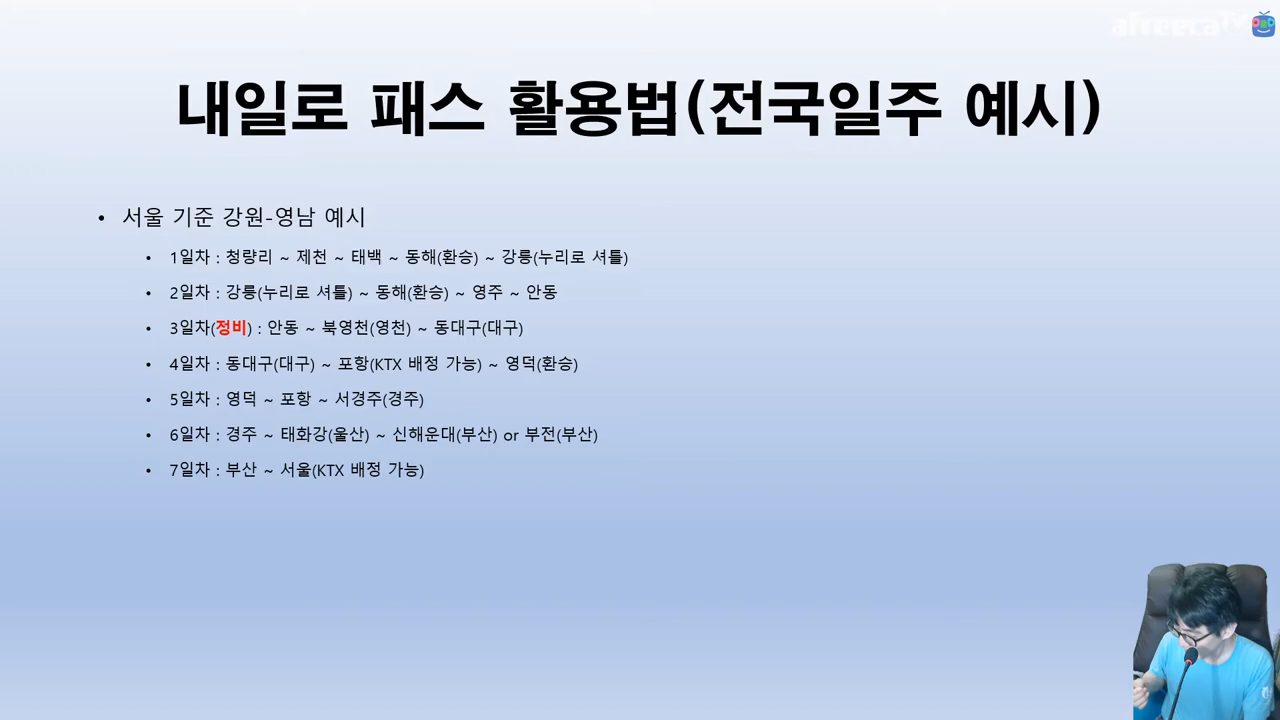 afreecaTV
내일로 패스 활용법(전국일주 예시)
• 서울 기준 강원-영남 예시
• 1일차 : 청량리 ~ 제천 ~ 태백 ~ 동해(환승) ~ 강릉(누리로 셔틀)
• 2일차 : 강릉(누리로 셔틀) ~ 동해(환승) ~ 영주 ~ 안동
• 3일차(정비) : 안동 ~ 북영천(영천) ~ 동대구(대구)
• 4일차 : 동대구(대구) ~ 포항(KTX 배정 가능) ~ 영덕(환승)
• 5일차 : 영덕 ~ 포항 ~ 서경주(경주)
• 6일차 : 경주 ~ 태화강(울산) ~ 신해운대(부산) or 부전(부산)
• 7일차 : 부산 ~ 서울(KTX 배정 가능)